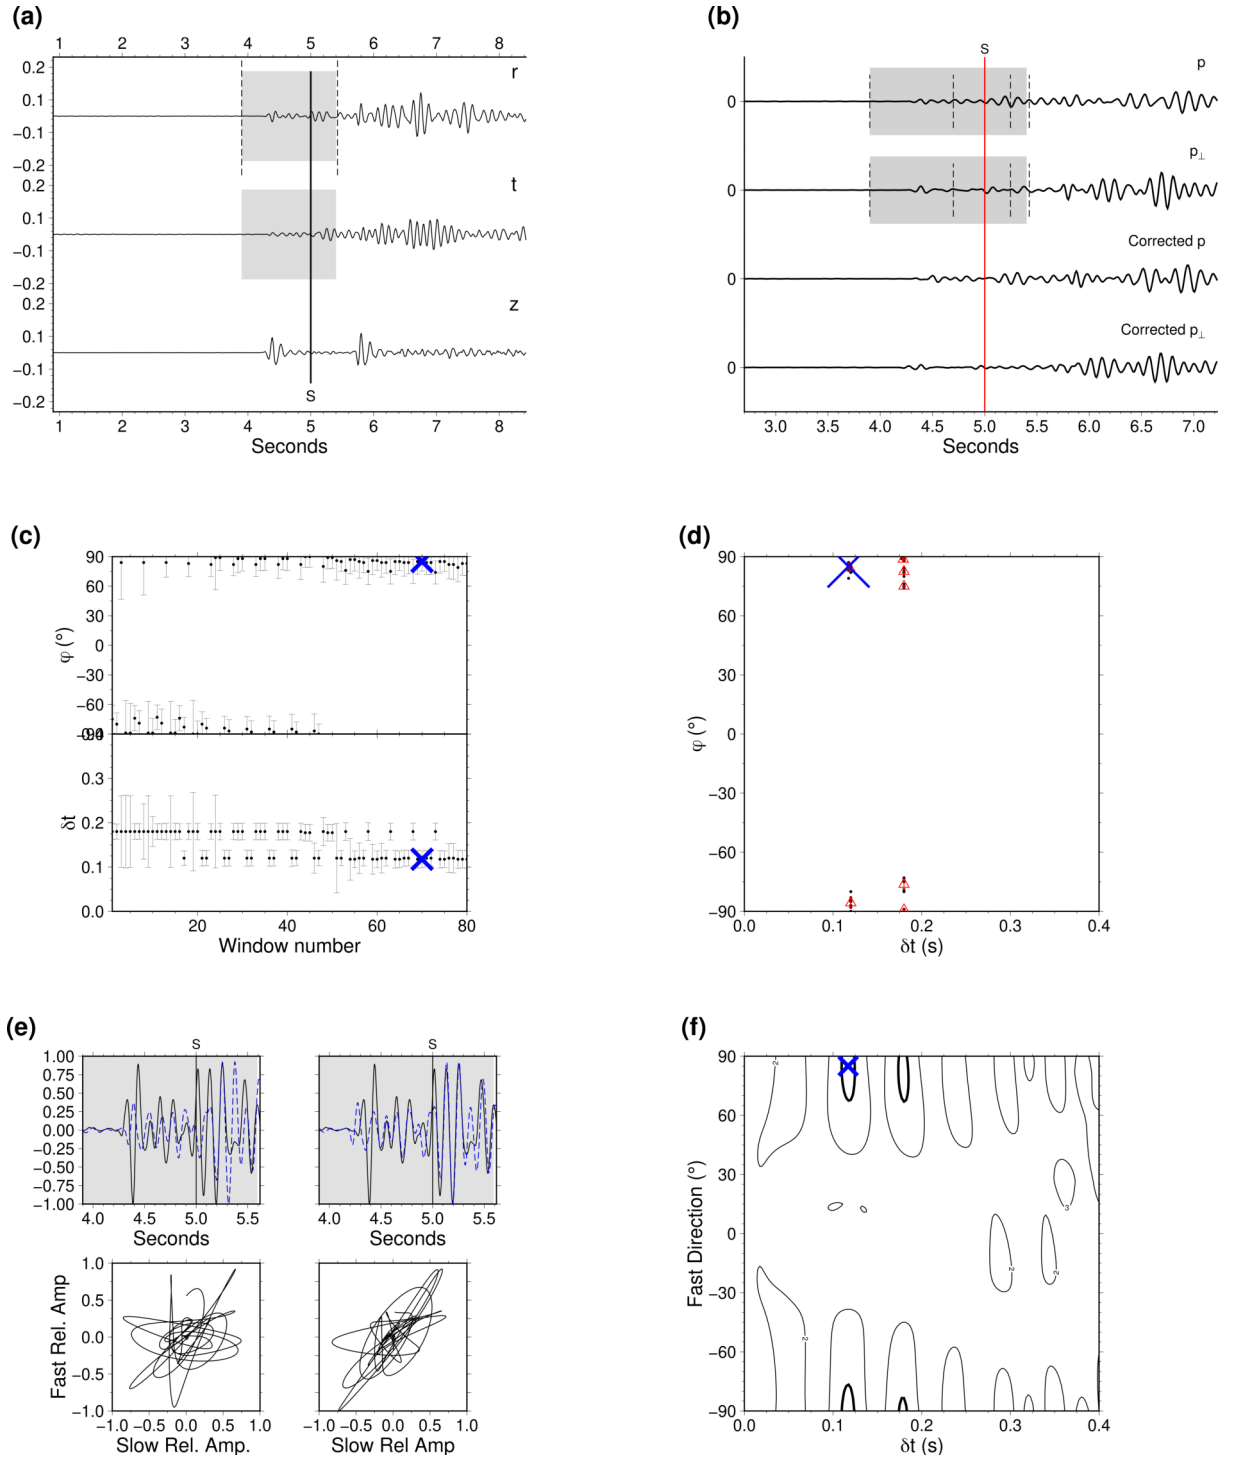 (a)
1 2 3 4 5 6 7 8
0.2
0.1
−0.1
−0.2
r
0.2
0.1
−0.1
−0.2
t
0.2
0.1
−0.1
−0.2
z
S
1 2 3 4 5 6 7 8
Seconds
(b)
S
0
p
0
p⊥
0
Corrected p
0
Corrected p⊥
3.0 3.5 4.0 4.5 5.0 5.5 6.0 6.5 7.0
Seconds
(c)
90
60
30
0
−30
−60
−90
φ (°)
0.4
0.3
0.2
0.1
0.0
δt
20 40 60 80
Window number
(d)
90
60
30
0
−30
−60
−90
φ (°)
0.0 0.1 0.2 0.3 0.4
δt (s)
(e)
S
1.00
0.75
0.50
0.25
0.00
−0.25
−0.50
−0.75
−1.00
4.0 4.5 5.0 5.5
Seconds
S
4.0 4.5 5.0 5.5
Seconds
1.0
0.5
0.0
−0.5
−1.0
Fast Rel. Amp
−1.0 −0.5 0.0 0.5 1.0
Slow Rel. Amp.
−1.0 −0.5 0.0 0.5 1.0
Slow Rel Amp
(f)
90
60
30
0
−30
−60
−90
Fast Direction (°)
2
3
2
2
2
0.0 0.1 0.2 0.3 0.4
δt (s)